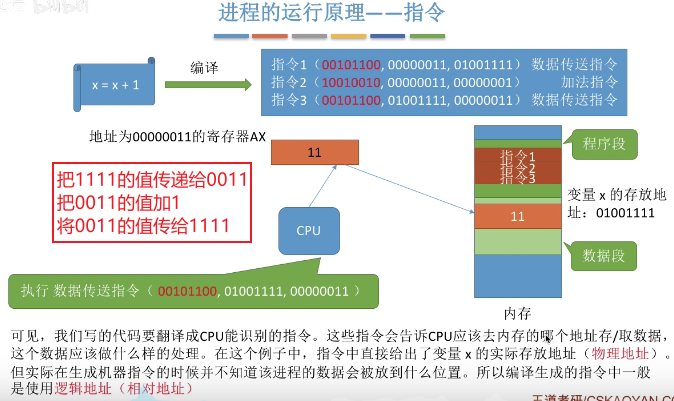 进程的运行原理——指令
x = x + 1
编译
指令1（00101100, 00000011, 01001111）数据传送指令
指令2（10010010, 00000011, 00000001）加法指令
指令3（00101100, 01001111, 00000011）数据传送指令
地址为00000011的寄存器AX
11
把1111的值传递给0011
把0011的值加1
将0011的值传给1111
CPU
执行 数据传送指令（ 00101100, 01001111, 00000011 ）
程序段
指令1
指令2
指令3
变量 x 的存放地
址：01001111
11
数据段
内存
可见，我们写的代码要翻译成CPU能识别的指令。这些指令会告诉CPU应该去内存的哪个地址存/取数据，
这个数据应该做什么样的处理。在这个例子中，指令中直接给出了变量 x 的实际存放地址（物理地址）。
但实际在生成机器指令的时候并不知道该进程的数据会被放到什么位置。所以编译生成的指令中一般
是使用逻辑地址（相对地址）
王道考研/CSKAOYAN.CO